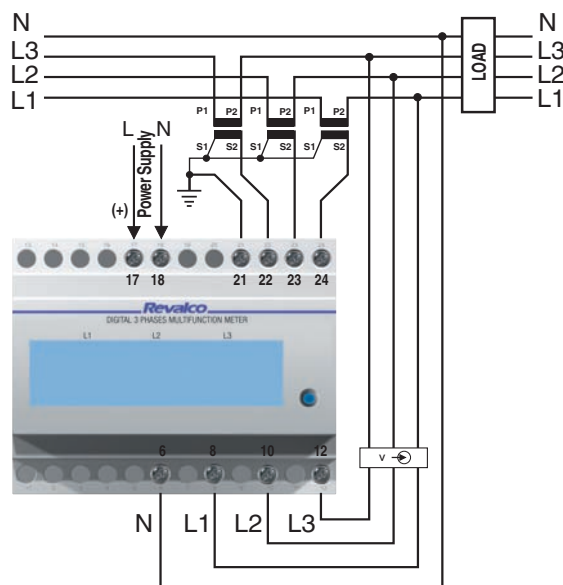 N N
L3 L3
L2 L2
L1 L1
LOAD
P1 P2 P1 P2 P1 P2
S1 S2 S1 S2 S1 S2
L N
Power Supply
(+)
17 18 21 22 23 24
Revalco
DIGITAL 3 PHASES MULTIFUNCTION METER
L1 L2 L3
6 8 10 12
V
N L1 L2 L3